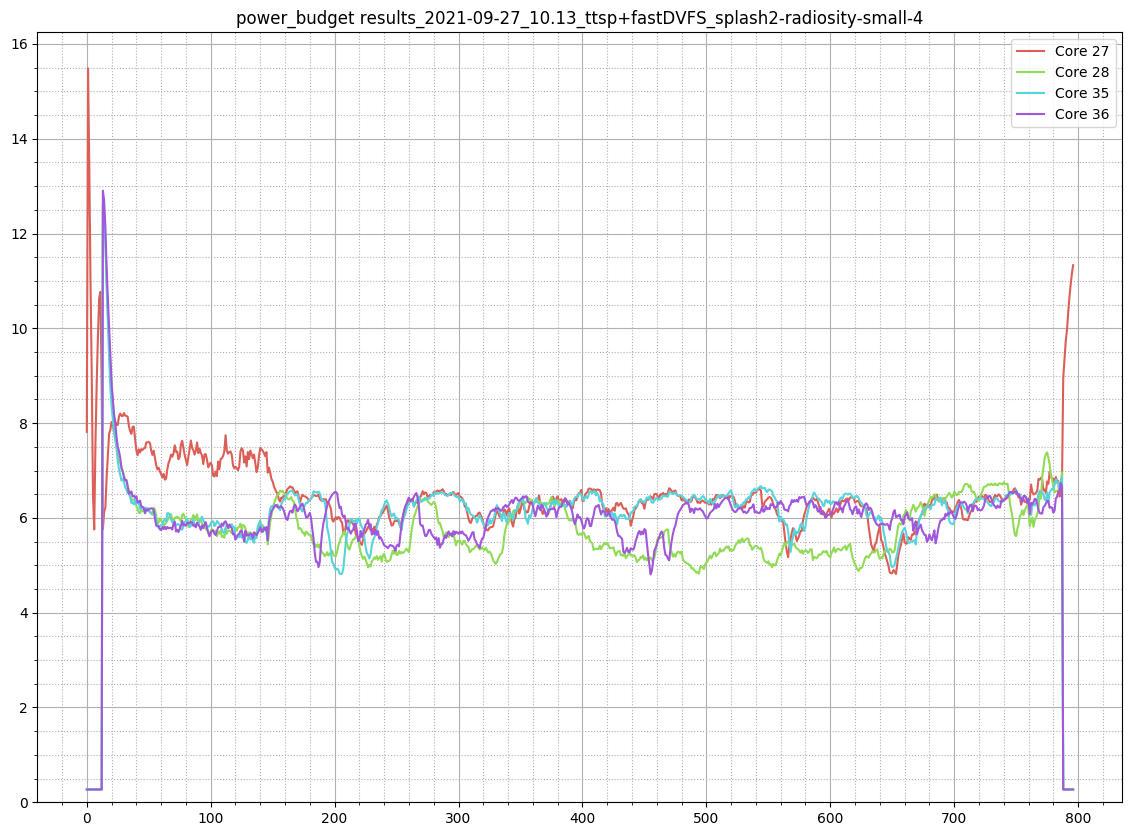 power_budget results_2021-09-27_10.13_ttsp+fastDVFS_splash2-radiosity-small-4
16
14
12
10
8
6
4
2
0
Core 27
Core 28
Core 35
Core 36
0 100 200 300 400 500 600 700 800